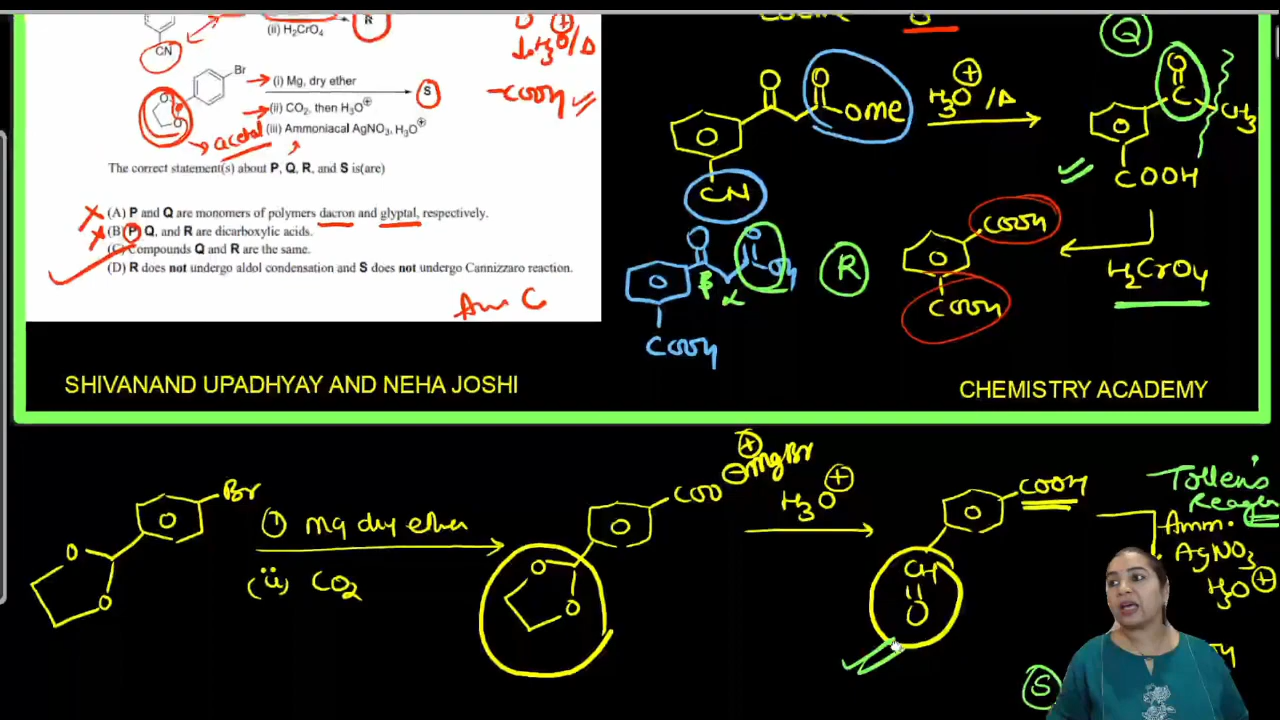 (ii) H₂CrO₄
R
CN
Br
(i) Mg, dry ether
(ii) CO₂, then H₃O⊕
S
(iii) Ammoniacal AgNO₃, H₃O⊕
acetal
H₃O⊕/Δ
-COOH
The correct statement(s) about P, Q, R, and S is(are)
(A) P and Q are monomers of polymers dacron and glyptal, respectively.
(B) P, Q, and R are dicarboxylic acids.
(C) Compounds Q and R are the same.
(D) R does not undergo aldol condensation and S does not undergo Cannizzaro reaction.
Ans C
Q
O
O
OMe
H₃O⊕/Δ
O
C
CH₃
CN
COOH
O
O
OH
β
α
COOH
R
COOH
COOH
H₂CrO₄
SHIVANAND UPADHYAY AND NEHA JOSHI
CHEMISTRY ACADEMY
Br
O
O
① Mg dry ether
(ii) CO₂
COO⊖ ⊕MgBr
O
O
H₃O⊕
COOH
CH
O
Tollen's
Amm.
AgNO₃
H₃O⊕
S